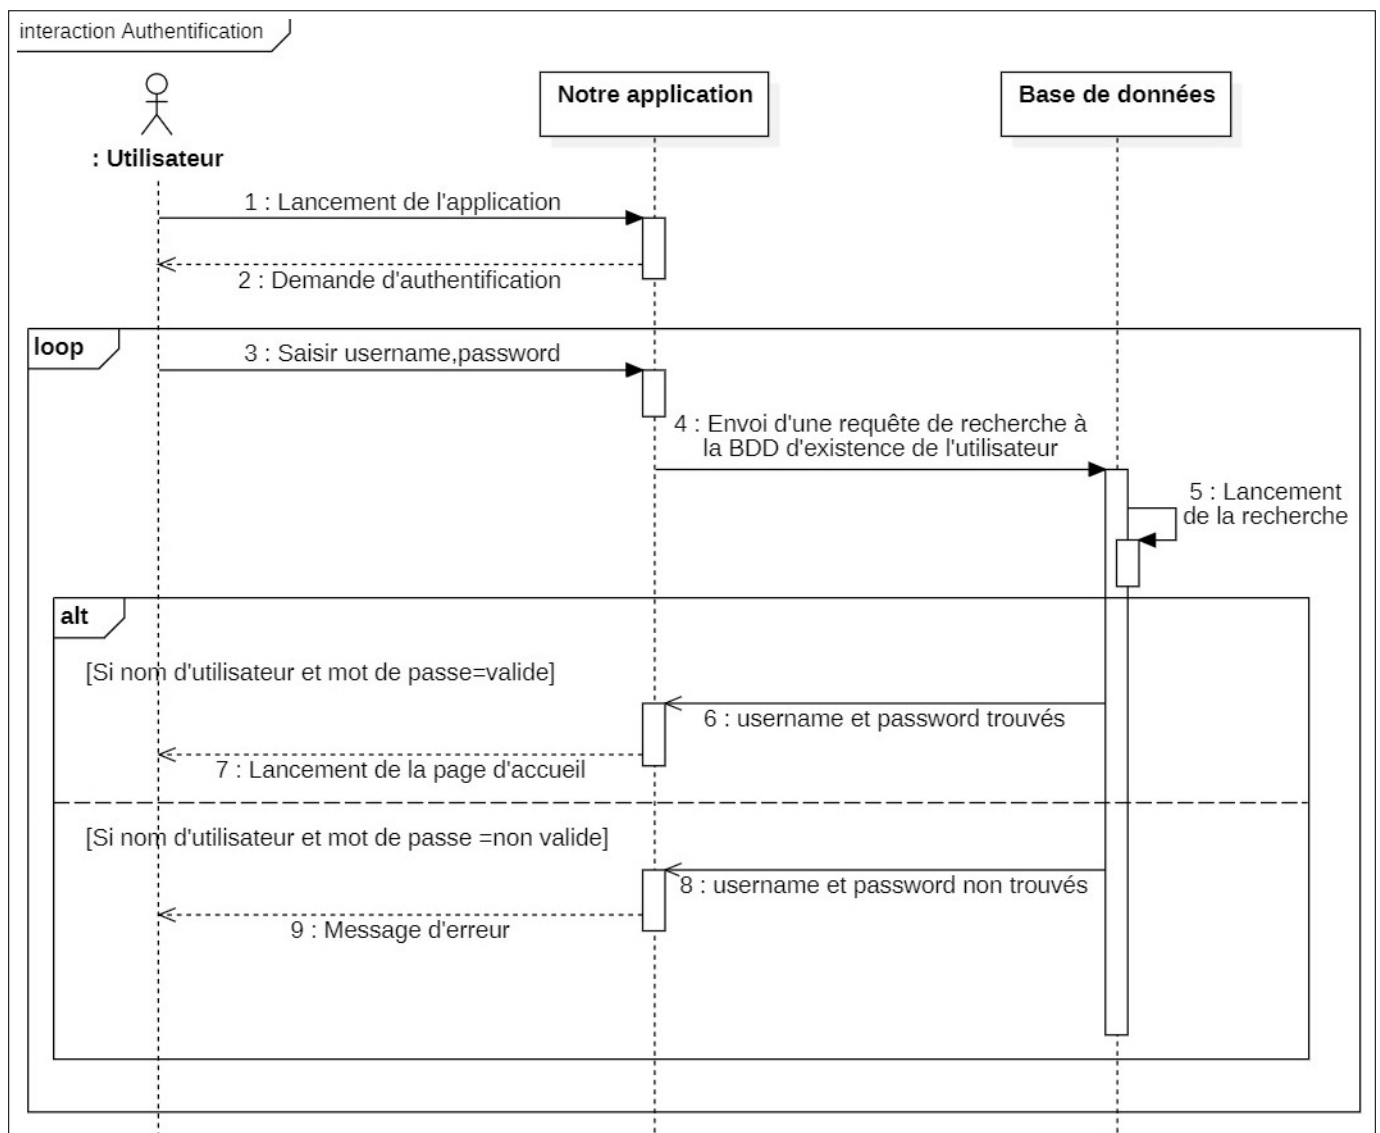 interaction Authentification
: Utilisateur
Notre application
Base de données
1 : Lancement de l'application
2 : Demande d'authentification
loop
3 : Saisir username,password
4 : Envoi d'une requête de recherche à
la BDD d'existence de l'utilisateur
5 : Lancement
de la recherche
alt
[Si nom d'utilisateur et mot de passe=valide]
6 : username et password trouvés
7 : Lancement de la page d'accueil
[Si nom d'utilisateur et mot de passe =non valide]
8 : username et password non trouvés
9 : Message d'erreur